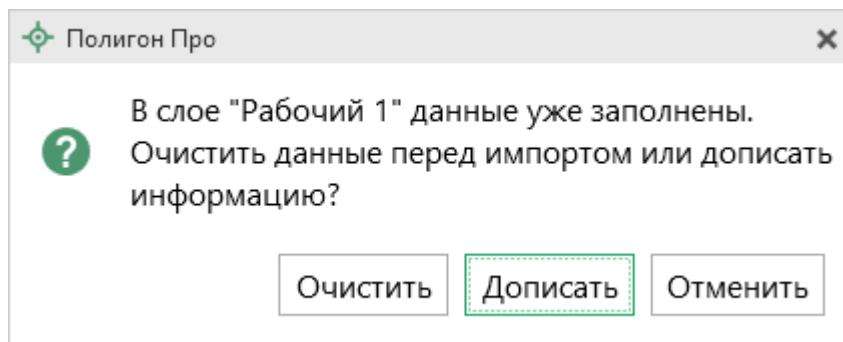 Полигон Про
В слое "Рабочий 1" данные уже заполнены.
Очистить данные перед импортом или дописать
информацию?
Очистить Дописать Отменить